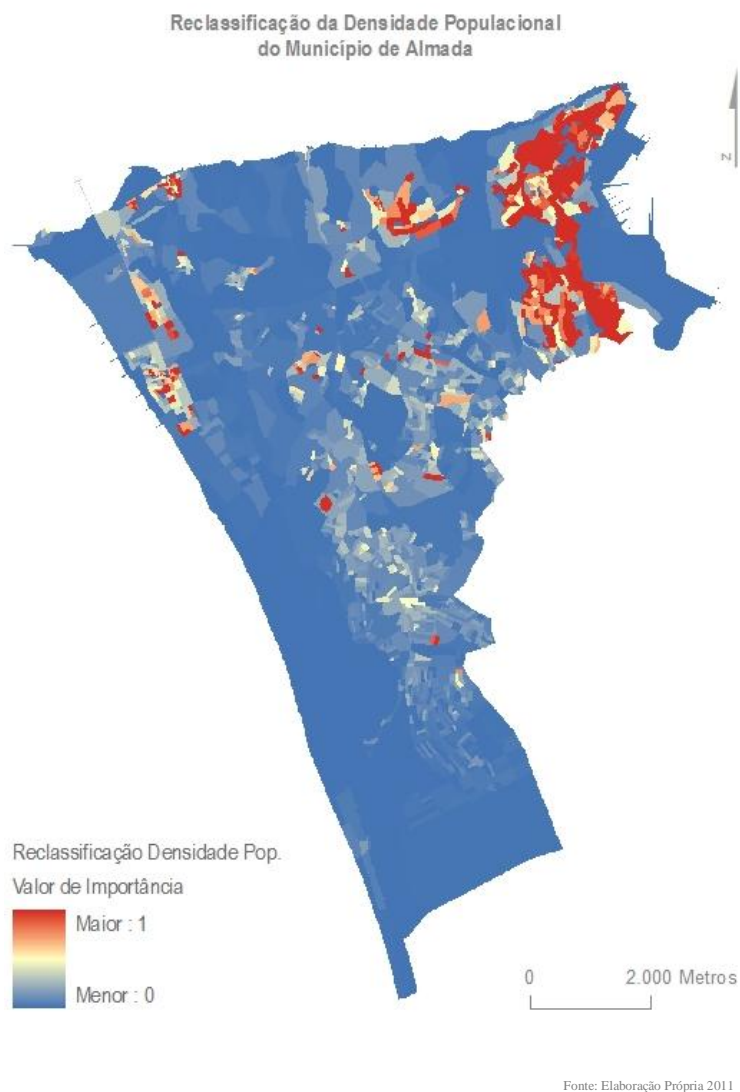 Reclassificação da Densidade Populacional
do Município de Almada
N
Reclassificação Densidade Pop.
Valor de Importância
Maior : 1
Menor : 0
0 2.000 Metros
Fonte: Elaboração Própria 2011